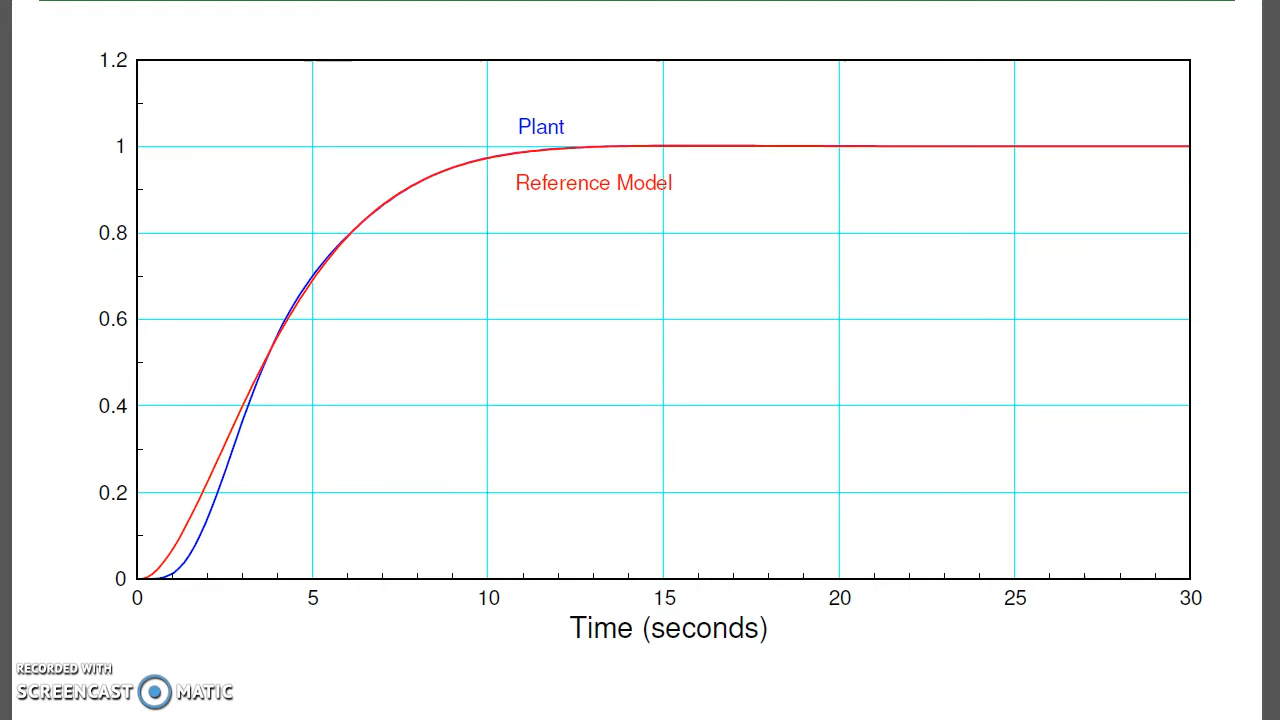 1.2
Plant
1
Reference Model
0.8
0.6
0.4
0.2
0
0 5 10 15 20 25 30
Time (seconds)
RECORDED WITH
SCREENCAST MATIC